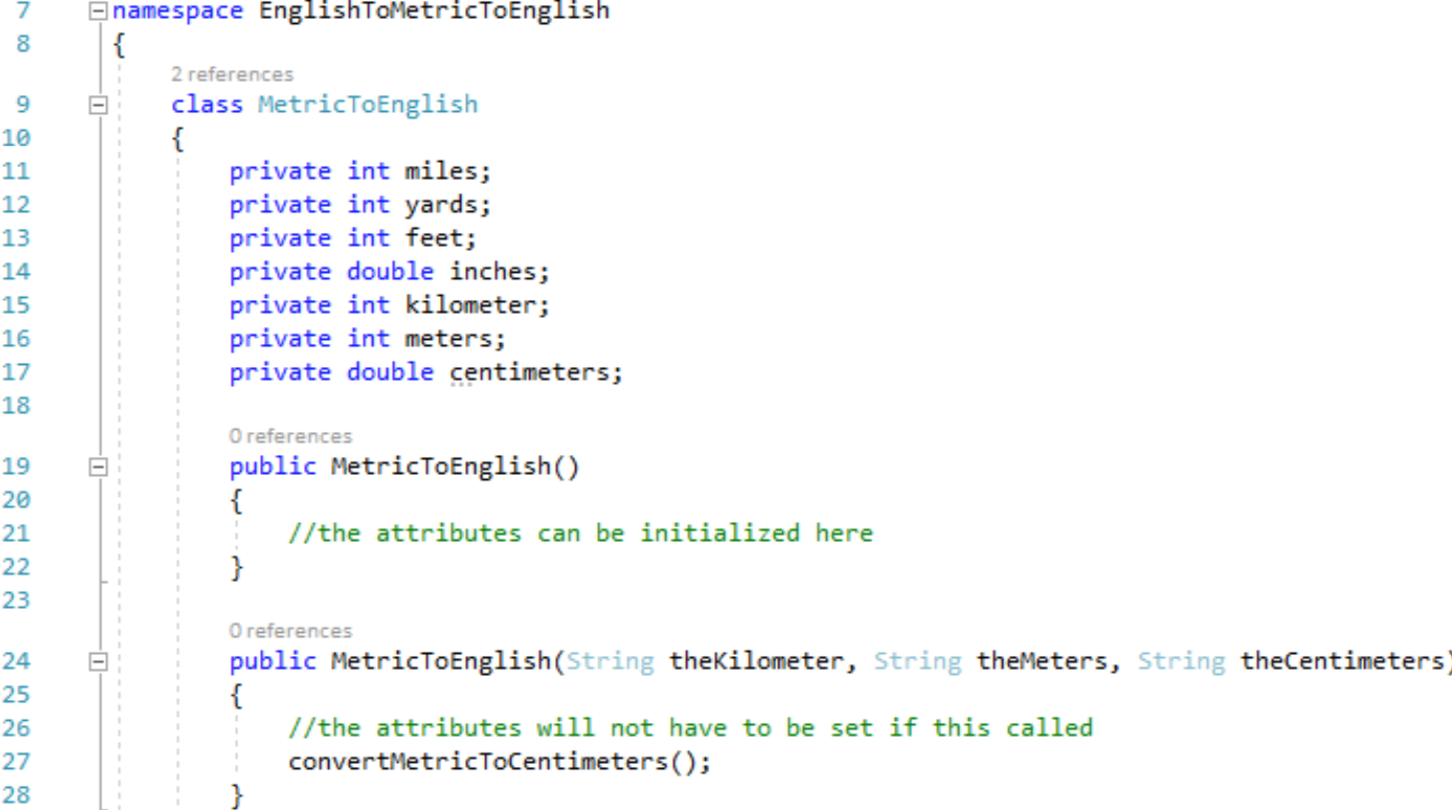 7 namespace EnglishToMetricToEnglish
8 {
2 references
9 class MetricToEnglish
10 {
11 private int miles;
12 private int yards;
13 private int feet;
14 private double inches;
15 private int kilometer;
16 private int meters;
17 private double centimeters;
18
0 references
19 public MetricToEnglish()
20 {
21 //the attributes can be initialized here
22 }
23
0 references
24 public MetricToEnglish(String theKilometer, String theMeters, String theCentimeters)
25 {
26 //the attributes will not have to be set if this called
27 convertMetricToCentimeters();
28 }